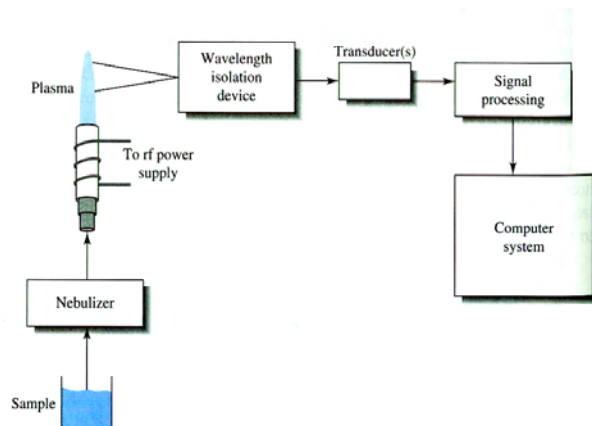 Plasma
To rf power
supply
Wavelength
isolation
device
Transducer(s)
Signal
processing
Computer
system
Nebulizer
Sample